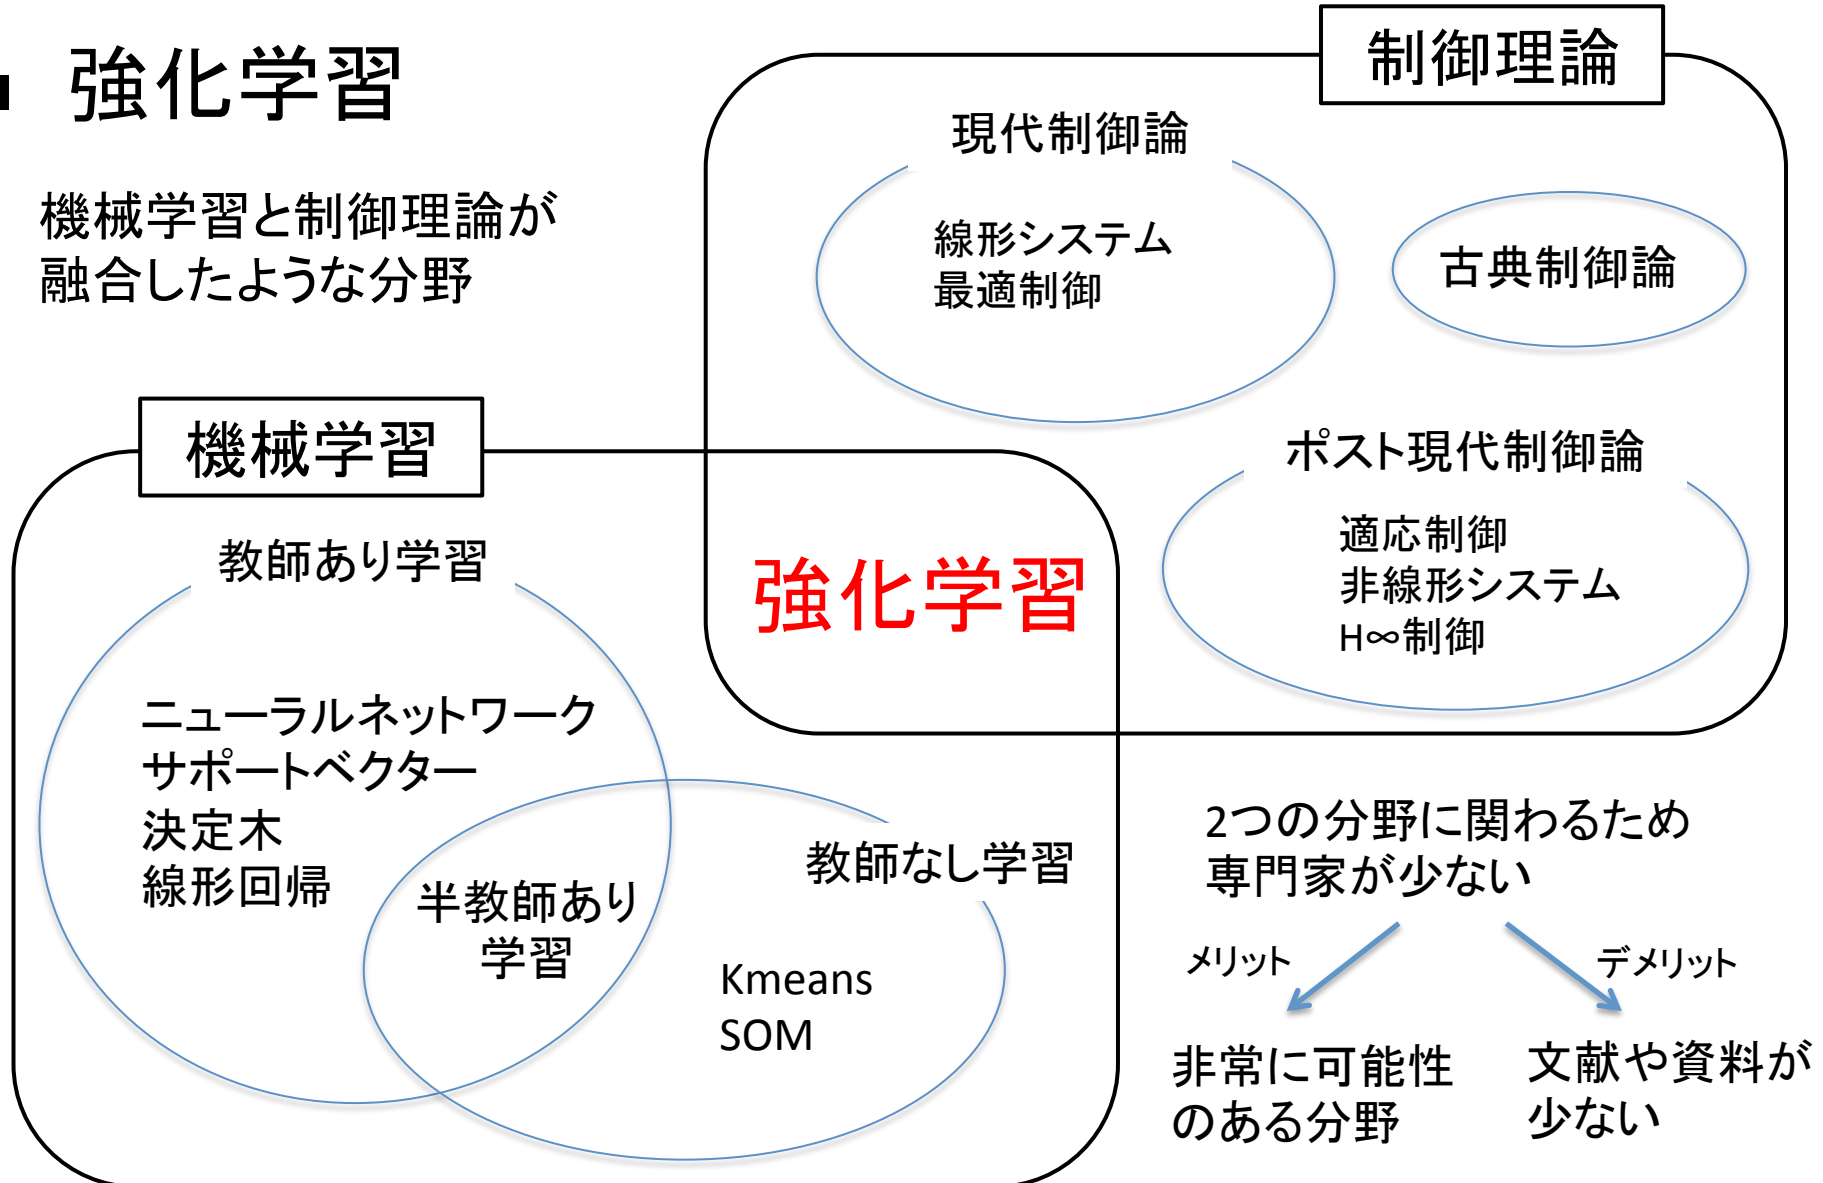 強化学習
機械学習と制御理論が
融合したような分野
制御理論
現代制御論
線形システム
最適制御
古典制御論
ポスト現代制御論
適応制御
非線形システム
H∞制御
機械学習
強化学習
教師あり学習
ニューラルネットワーク
サポートベクター
決定木
線形回帰
半教師あり
学習
教師なし学習
Kmeans
SOM
2つの分野に関わるため
専門家が少ない
メリット
デメリット
非常に可能性
のある分野
文献や資料が
少ない